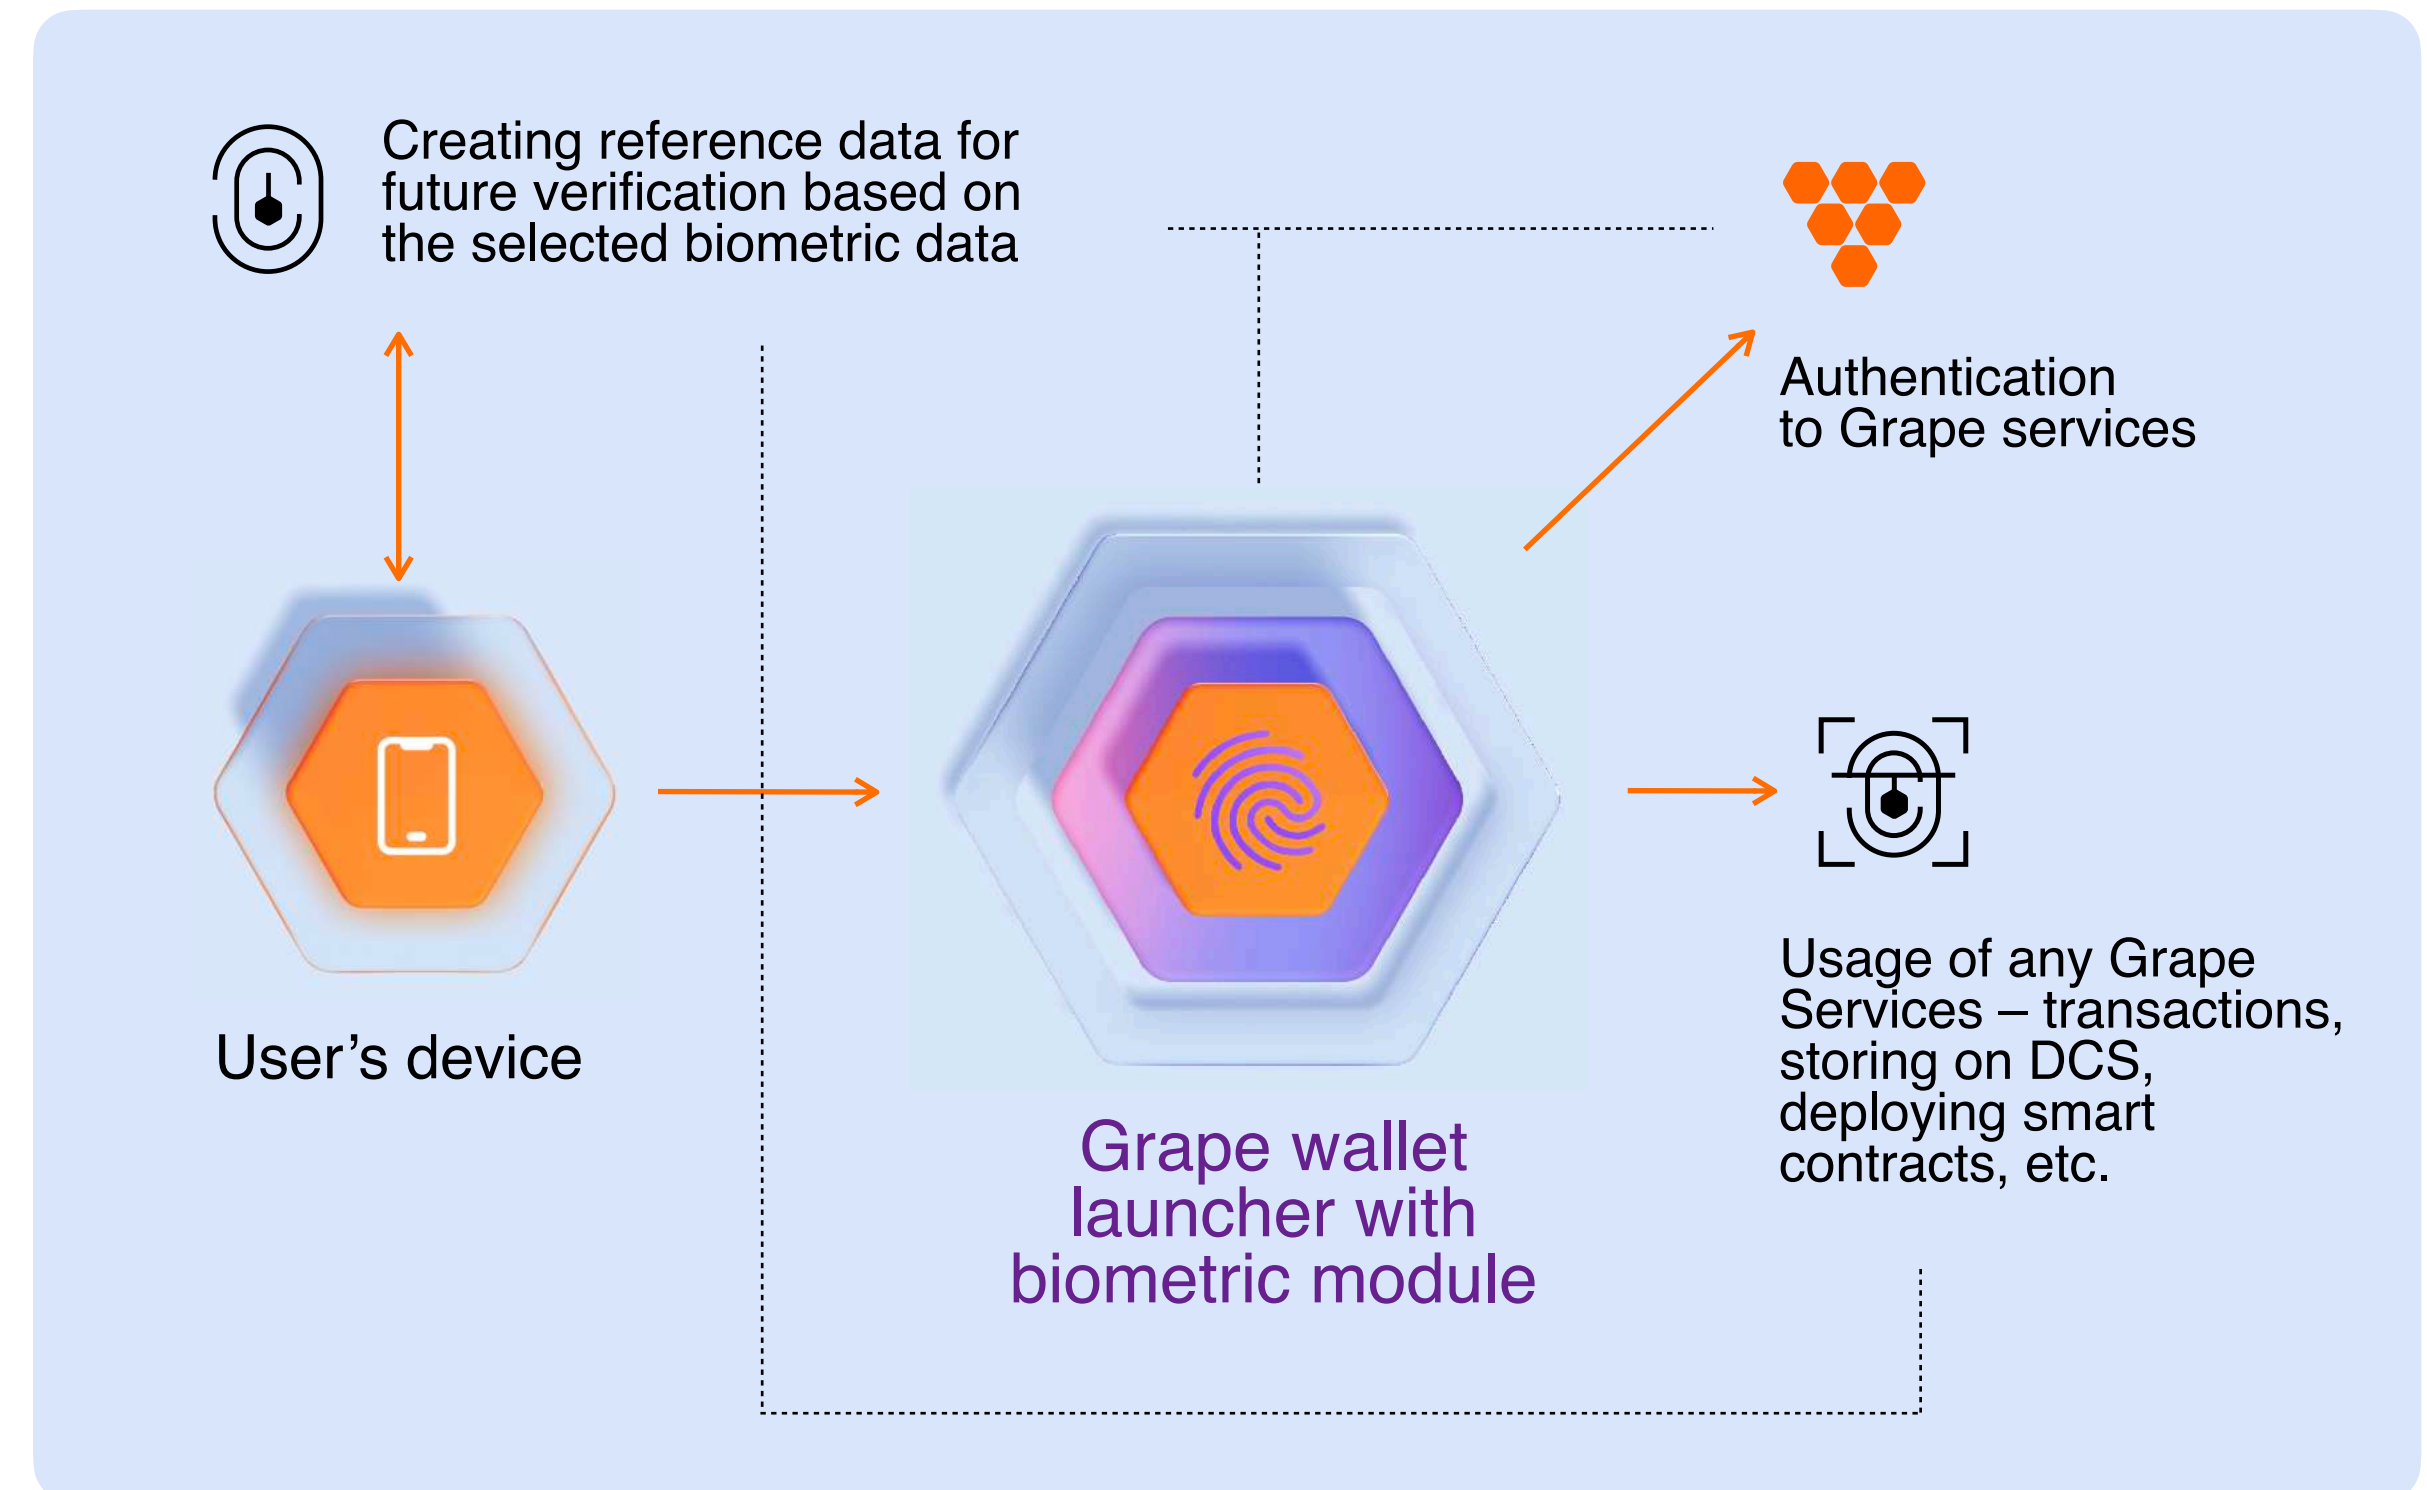 Creating reference data for
future verification based on
the selected biometric data
Authentication
to Grape services
User’s device
Grape wallet
launcher with
biometric module
Usage of any Grape
Services – transactions,
storing on DCS,
deploying smart
contracts, etc.